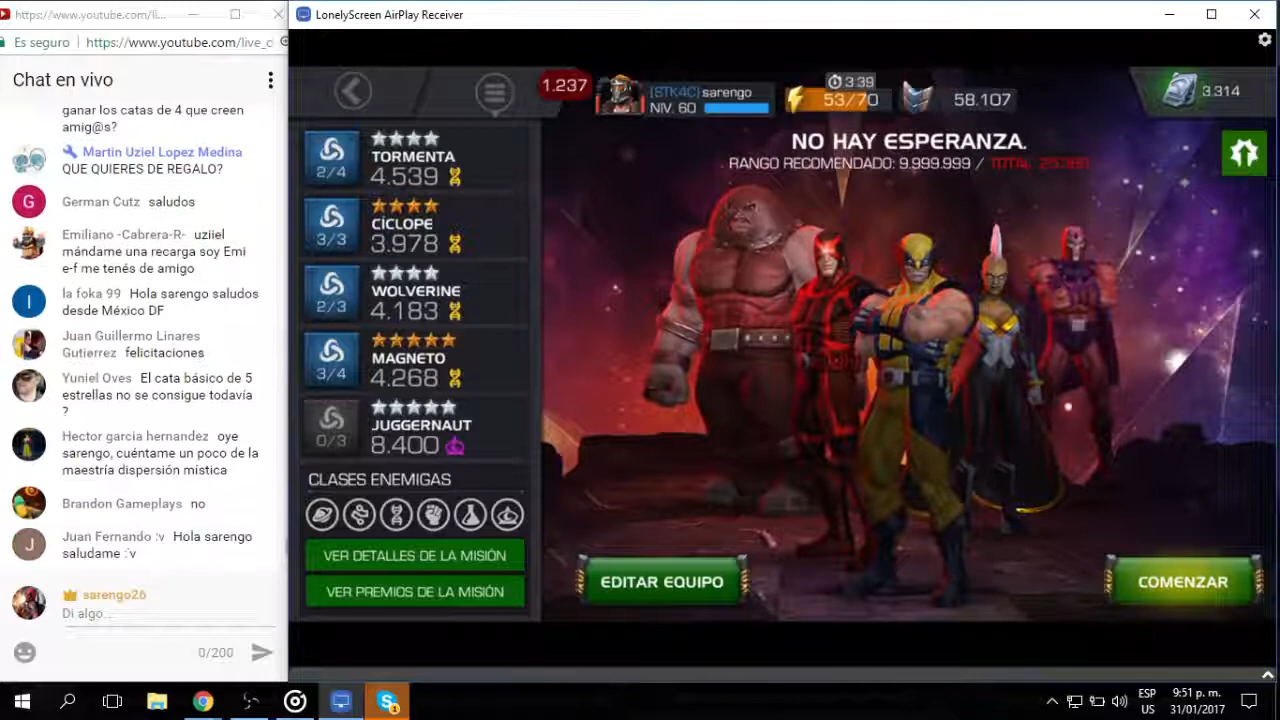 https://www.youtube.com/li...
Es seguro
https://www.youtube.com/live_c
Chat en vivo
ganar los catas de 4 que creen
amig@s?
Martin Uziel Lopez Medina
QUE QUIERES DE REGALO?
German Cutz saludos
Emiliano -Cabrera-R- uziiel
mándame una recarga soy Emi
e-f me tenés de amigo
la foka 99 Hola sarengo saludos
desde México DF
Juan Guillermo Linares
Gutierrez felicitaciones
Yuniel Oves El cata básico de 5
estrellas no se consigue todavía
?
Hector garcia hernandez oye
sarengo, cuéntame un poco de la
maestría dispersión mística
Brandon Gameplays no
Juan Fernando :v Hola sarengo
saludame :v
sarengo26
Di algo...
0/200
LonelyScreen AirPlay Receiver
1.237
[STK4C] sarengo
NIV. 60
3:39
53/70
58.107
3.314
2/4
TORMENTA
4.539
3/3
CÍCLOPE
3.978
2/3
WOLVERINE
4.183
3/4
MAGNETO
4.268
0/3
JUGGERNAUT
8.400
CLASES ENEMIGAS
VER DETALLES DE LA MISIÓN
VER PREMIOS DE LA MISIÓN
NO HAY ESPERANZA.
RANGO RECOMENDADO: 9.999.999 / TOTAL
EDITAR EQUIPO
COMENZAR
ESP
US
9:51 p. m.
31/01/2017